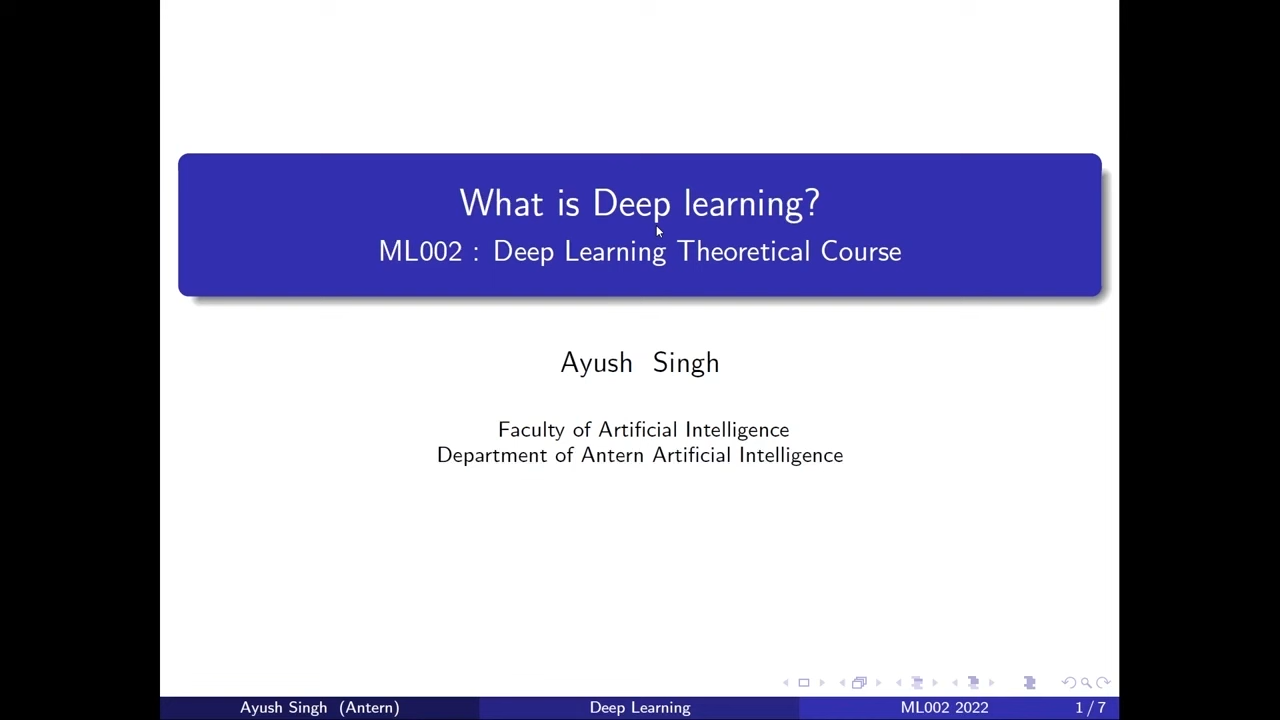 What is Deep learning?
ML002 : Deep Learning Theoretical Course
Ayush Singh
Faculty of Artificial Intelligence
Department of Antern Artificial Intelligence
Ayush Singh (Antern) Deep Learning ML002 2022 1 / 7